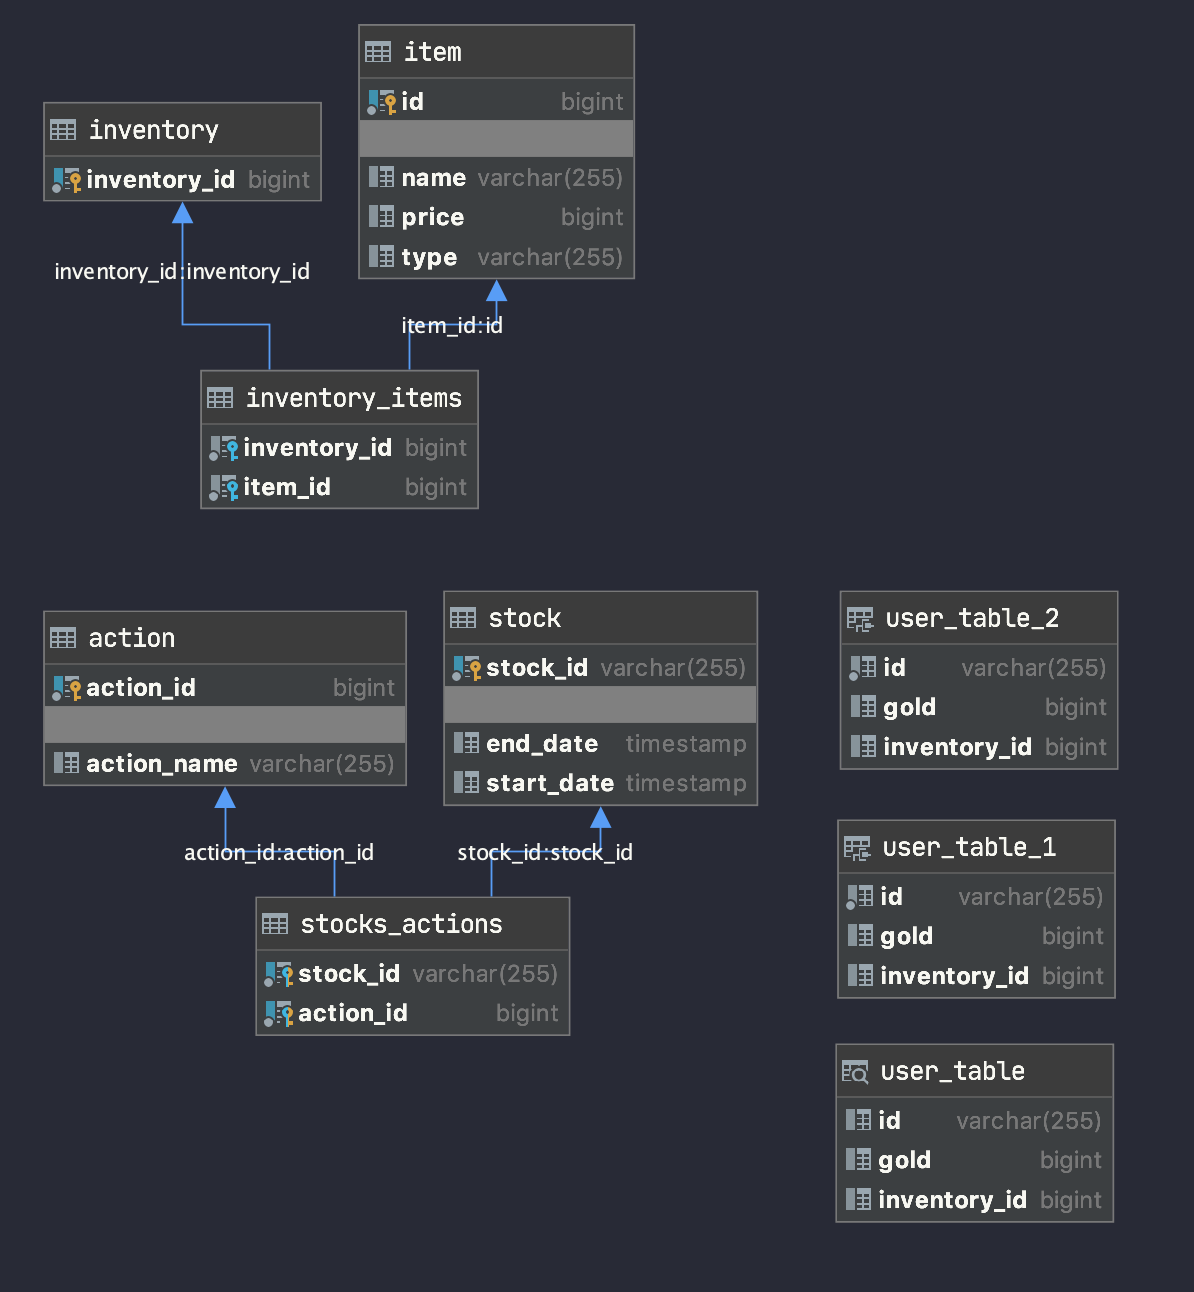 item
id bigint
name varchar(255)
price bigint
type varchar(255)
inventory
inventory_id bigint
inventory_id:inventory_id
item_id:id
inventory_items
inventory_id bigint
item_id bigint
action
action_id bigint
action_name varchar(255)
stock
stock_id varchar(255)
end_date timestamp
start_date timestamp
action_id:action_id
stock_id:stock_id
stocks_actions
stock_id varchar(255)
action_id bigint
user_table_2
id varchar(255)
gold bigint
inventory_id bigint
user_table_1
id varchar(255)
gold bigint
inventory_id bigint
user_table
id varchar(255)
gold bigint
inventory_id bigint